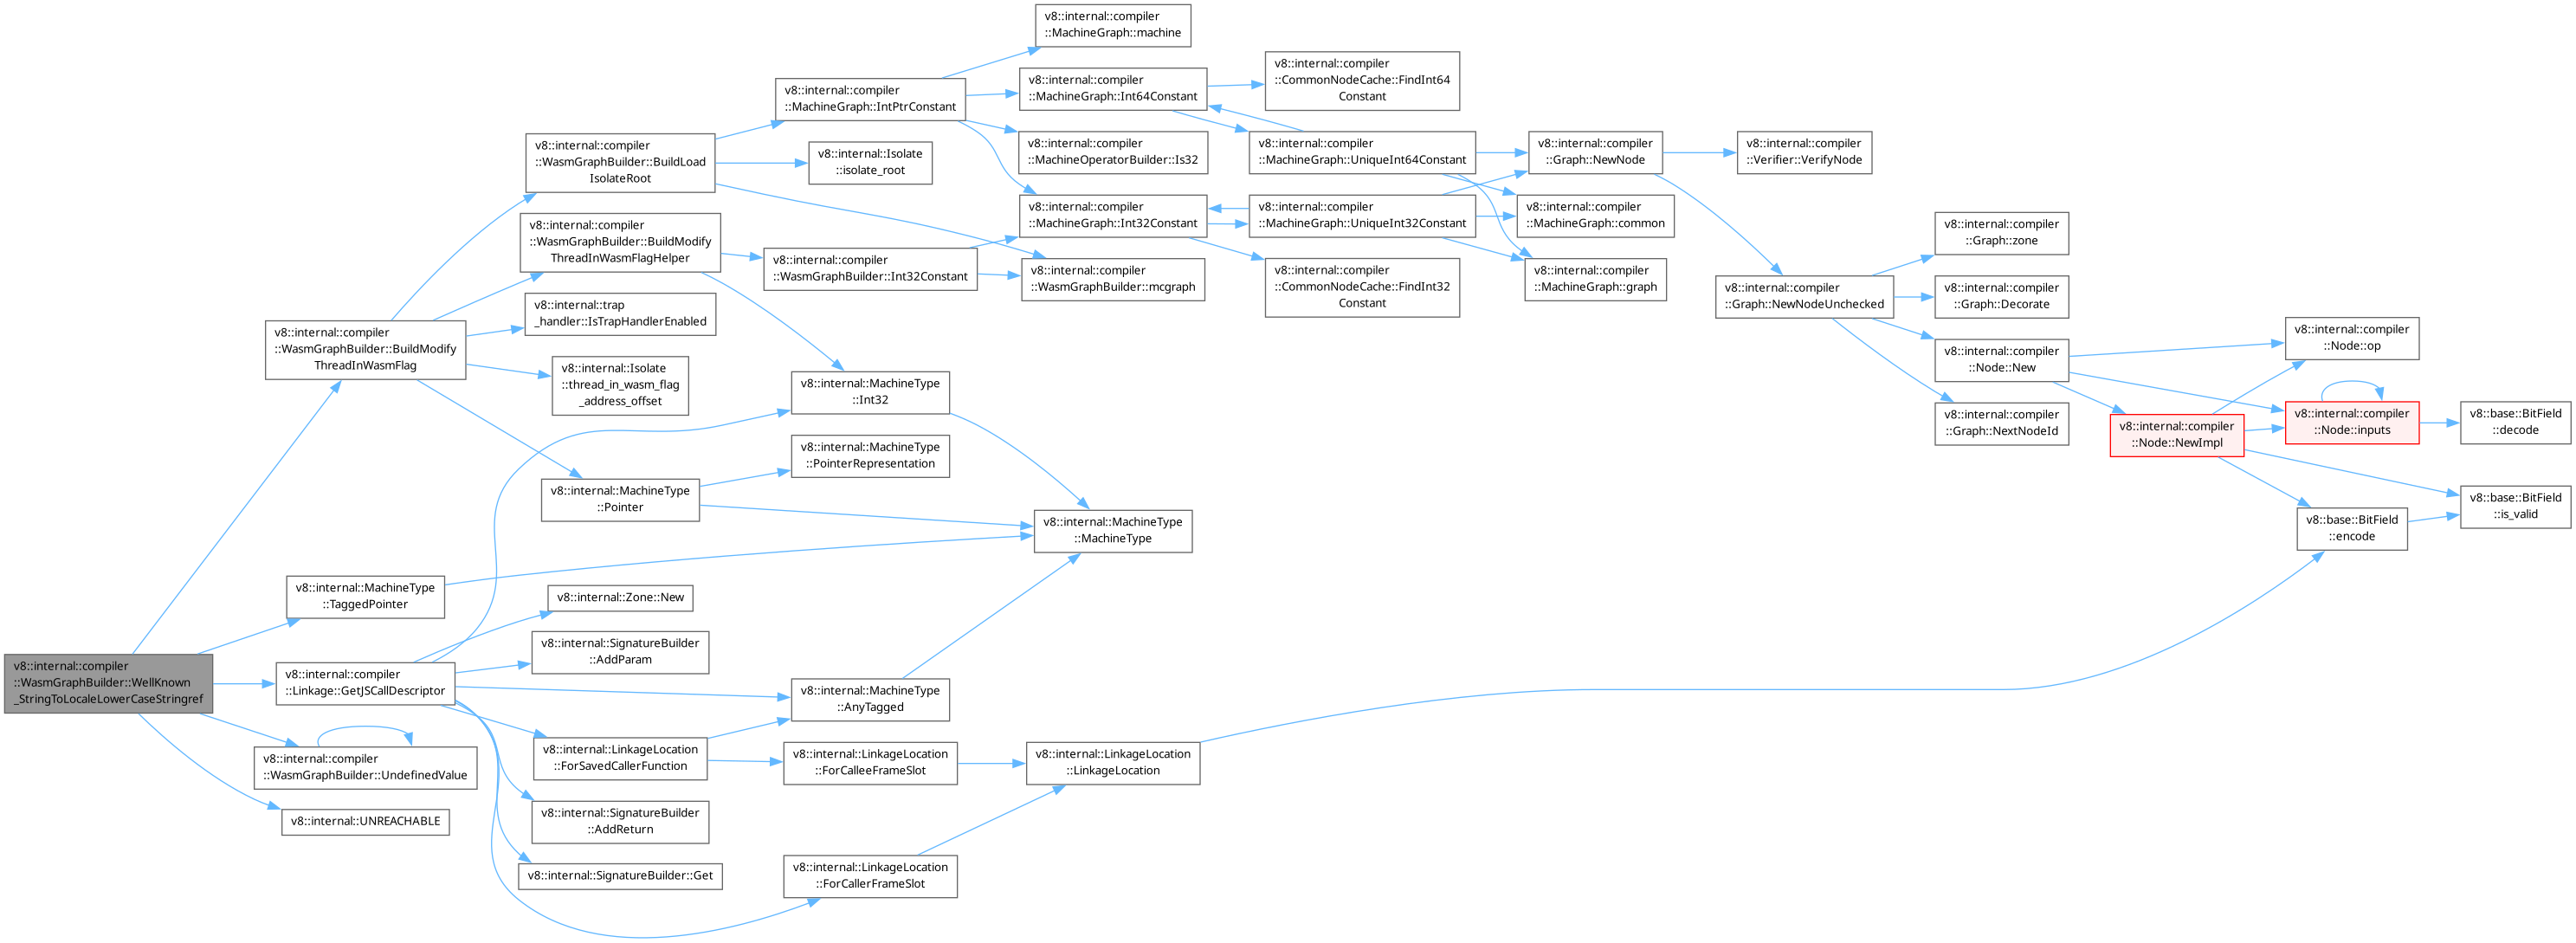 v8::internal::compiler
::WasmGraphBuilder::WellKnown
_StringToLocaleLowerCaseStringref
v8::internal::compiler
::WasmGraphBuilder::BuildModify
ThreadInWasmFlag
v8::internal::MachineType
::TaggedPointer
v8::internal::compiler
::Linkage::GetJSCallDescriptor
v8::internal::compiler
::WasmGraphBuilder::UndefinedValue
v8::internal::UNREACHABLE
v8::internal::compiler
::WasmGraphBuilder::BuildLoad
IsolateRoot
v8::internal::compiler
::WasmGraphBuilder::BuildModify
ThreadInWasmFlagHelper
v8::internal::trap
_handler::IsTrapHandlerEnabled
v8::internal::Isolate
::thread_in_wasm_flag
_address_offset
v8::internal::MachineType
::Pointer
v8::internal::Zone::New
v8::internal::SignatureBuilder
::AddParam
v8::internal::LinkageLocation
::ForSavedCallerFunction
v8::internal::SignatureBuilder
::AddReturn
v8::internal::SignatureBuilder::Get
v8::internal::compiler
::MachineGraph::IntPtrConstant
v8::internal::Isolate
::isolate_root
v8::internal::compiler
::WasmGraphBuilder::Int32Constant
v8::internal::MachineType
::Int32
v8::internal::MachineType
::PointerRepresentation
v8::internal::MachineType
::AnyTagged
v8::internal::LinkageLocation
::ForCalleeFrameSlot
v8::internal::LinkageLocation
::ForCallerFrameSlot
v8::internal::compiler
::MachineGraph::machine
v8::internal::compiler
::MachineGraph::Int64Constant
v8::internal::compiler
::MachineOperatorBuilder::Is32
v8::internal::compiler
::MachineGraph::Int32Constant
v8::internal::compiler
::WasmGraphBuilder::mcgraph
v8::internal::MachineType
::MachineType
v8::internal::LinkageLocation
::LinkageLocation
v8::internal::compiler
::CommonNodeCache::FindInt64
Constant
v8::internal::compiler
::MachineGraph::UniqueInt64Constant
v8::internal::compiler
::MachineGraph::UniqueInt32Constant
v8::internal::compiler
::CommonNodeCache::FindInt32
Constant
v8::internal::compiler
::Graph::NewNode
v8::internal::compiler
::MachineGraph::common
v8::internal::compiler
::MachineGraph::graph
v8::internal::compiler
::Verifier::VerifyNode
v8::internal::compiler
::Graph::NewNodeUnchecked
v8::internal::compiler
::Graph::zone
v8::internal::compiler
::Graph::Decorate
v8::internal::compiler
::Node::New
v8::internal::compiler
::Graph::NextNodeId
v8::internal::compiler
::Node::NewImpl
v8::internal::compiler
::Node::op
v8::internal::compiler
::Node::inputs
v8::base::BitField
::encode
v8::base::BitField
::decode
v8::base::BitField
::is_valid